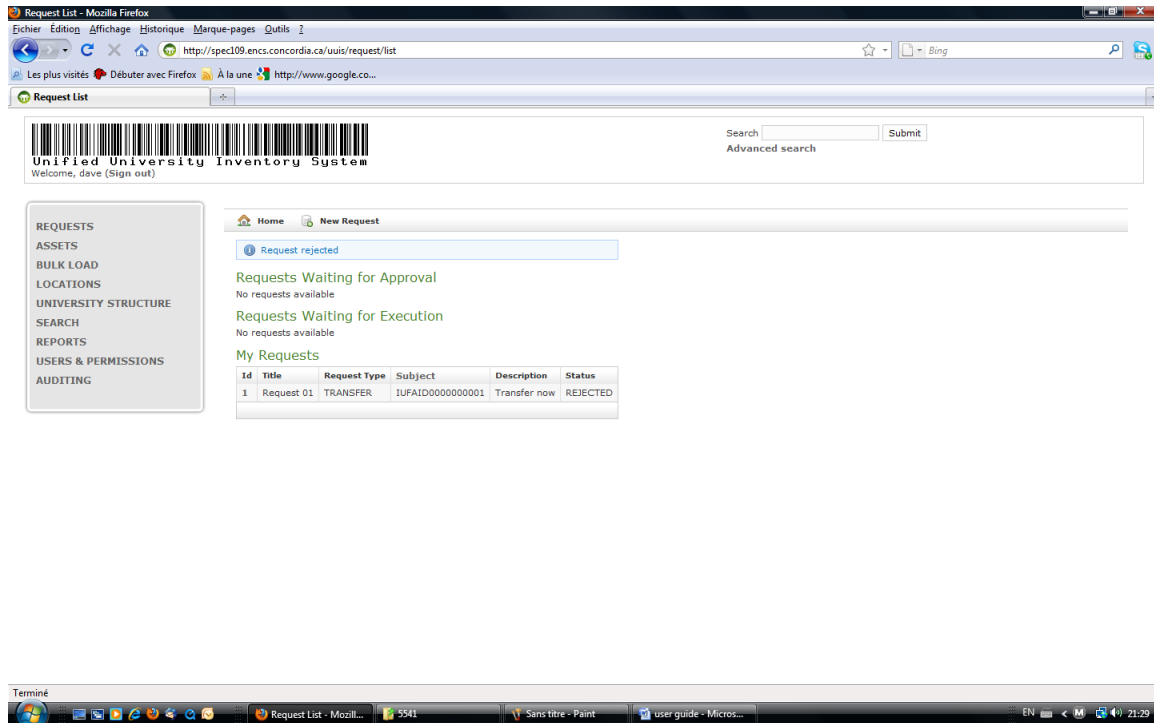 Request List - Mozilla Firefox
Fichier Édition Affichage Historique Marque-pages Outils ?
http://spec109.encs.concordia.ca/uuis/request/list
Bing
Les plus visités Débuter avec Firefox À la une http://www.google.co...
Request List
Unified University Inventory System
Welcome, dave (Sign out)
Search Submit
Advanced search
REQUESTS
ASSETS
BULK LOAD
LOCATIONS
UNIVERSITY STRUCTURE
SEARCH
REPORTS
USERS & PERMISSIONS
AUDITING
Home New Request
Request rejected
Requests Waiting for Approval
No requests available
Requests Waiting for Execution
No requests available
My Requests
Id Title Request Type Subject Description Status
1 Request 01 TRANSFER IUFAID0000000001 Transfer now REJECTED
Terminé
Request List - Mozill... 5541 Sans titre - Paint user guide - Micros... EN 21:29